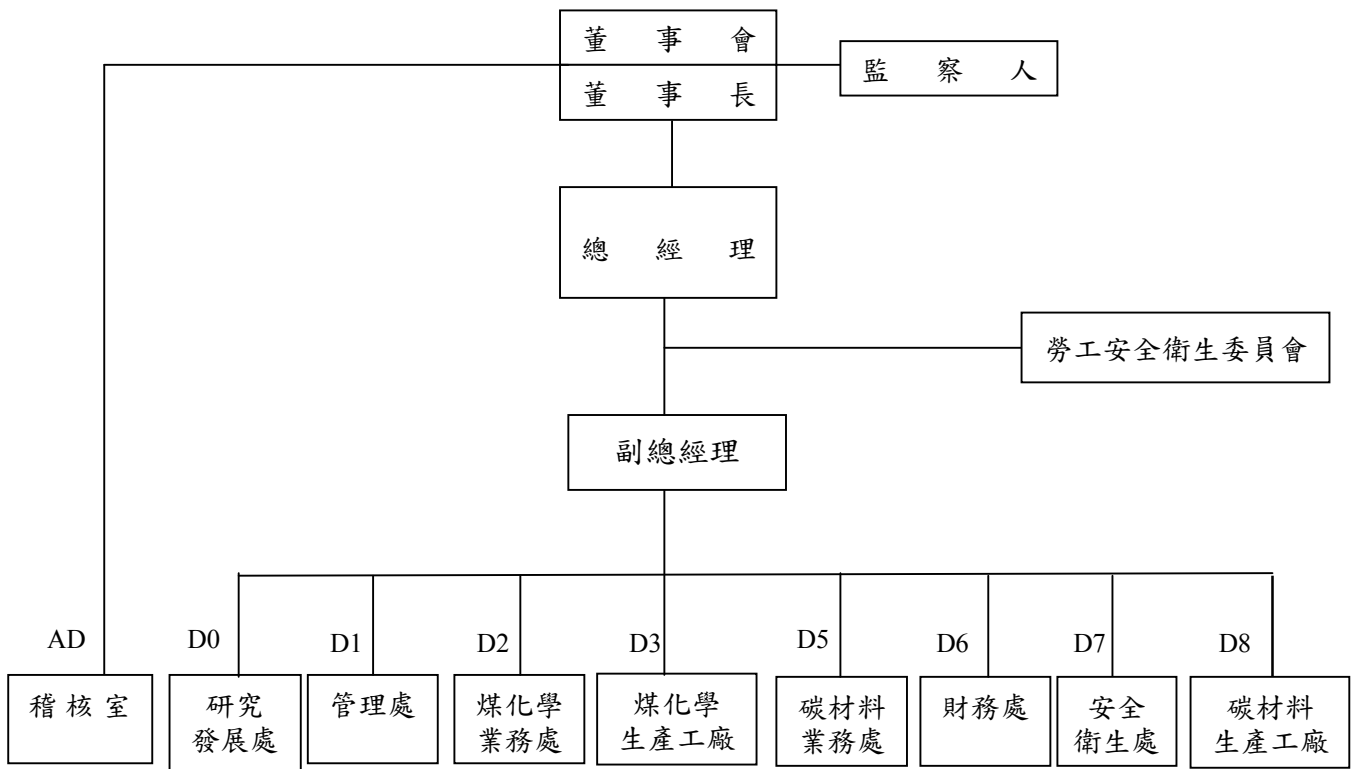 董 事 會
監 察 人
董 事 長
總 經 理
勞工安全衛生委員會
副總經理
AD D0 D1 D2 D3 D5 D6 D7 D8
稽核室
研究
發展處
管理處
煤化學
業務處
煤化學
生產工廠
碳材料
業務處
財務處
安全
衛生處
碳材料
生產工廠